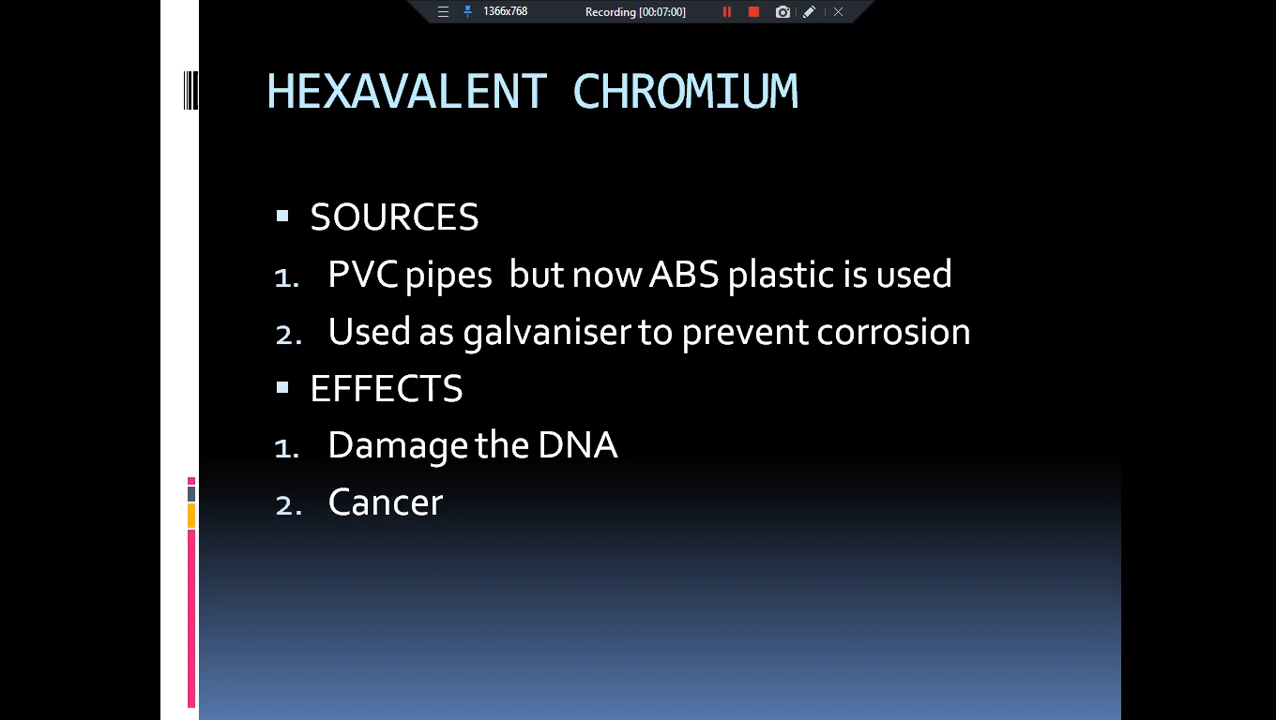 1366x768 Recording [00:07:00]
HEXAVALENT CHROMIUM
SOURCES
1. PVC pipes but now ABS plastic is used
2. Used as galvaniser to prevent corrosion
EFFECTS
1. Damage the DNA
2. Cancer